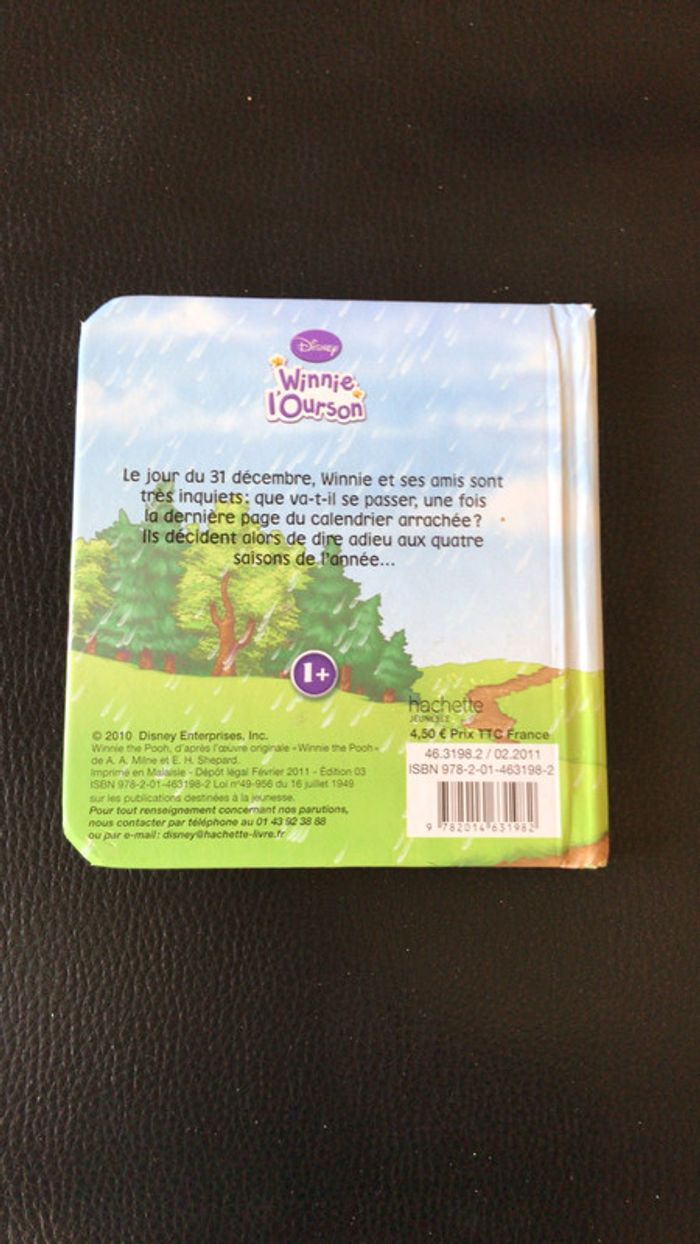 Disney
Winnie
l'Ourson
Le jour du 31 décembre, Winnie et ses amis sont
très inquiets: que va-t-il se passer, une fois
la dernière page du calendrier arrachée?
Ils décident alors de dire adieu aux quatre
saisons de l'année...
1+
hachette
JEUNESSE
4,50 € Prix TTC France
46.3198.2 / 02.2011
ISBN 978-2-01-463198-2
9 782014 631982
© 2010 Disney Enterprises, Inc.
Winnie the Pooh, d'après l'œuvre originale «Winnie the Pooh»
de A. A. Milne et E. H. Shepard.
Imprimé en Malaisie - Dépôt légal Février 2011 - Édition 03
ISBN 978-2-01-463198-2 Loi n°49-956 du 16 juillet 1949
sur les publications destinées à la jeunesse.
Pour tout renseignement concernant nos parutions,
nous contacter par téléphone au 01 43 92 38 88
ou par e-mail: disney@hachette-livre.fr